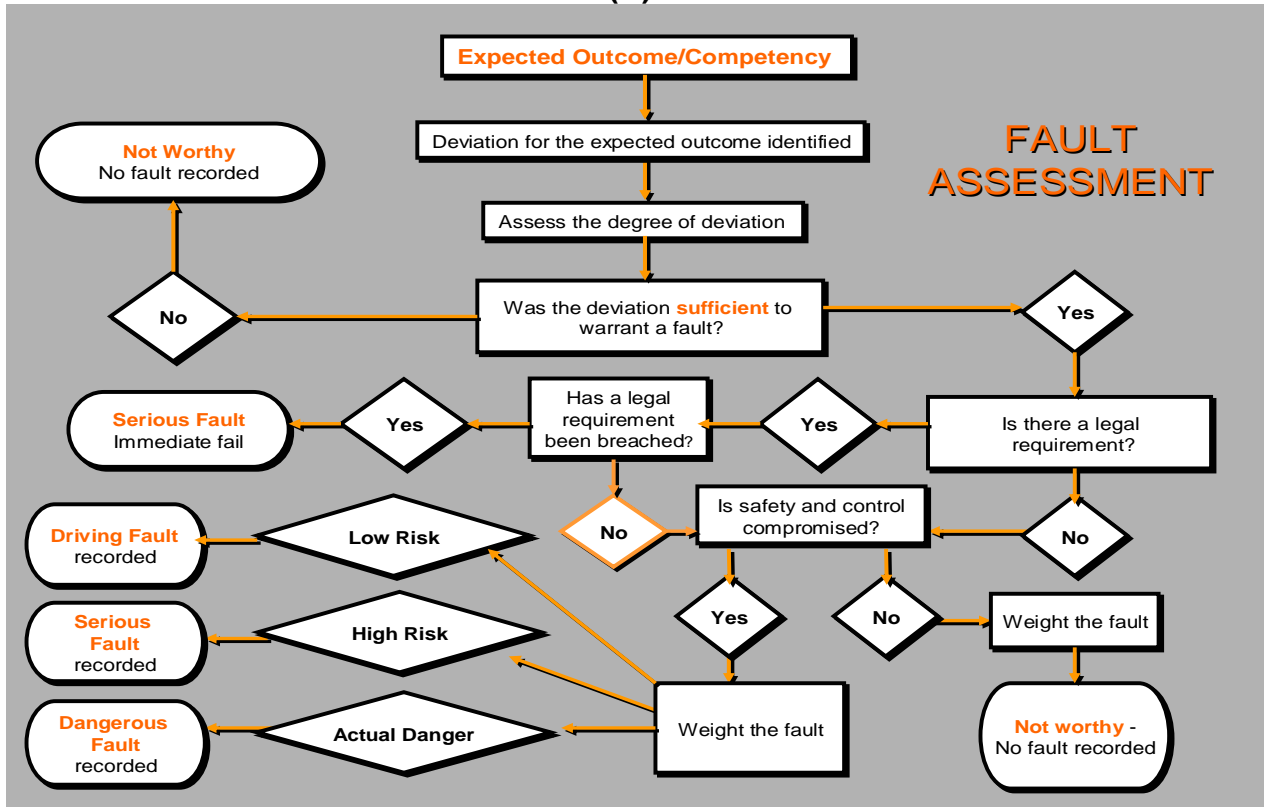 Expected Outcome/Competency
Deviation for the expected outcome identified
FAULT
ASSESSMENT
Not Worthy
No fault recorded
Assess the degree of deviation
No
Was the deviation sufficient to
warrant a fault?
Yes
Serious Fault
Immediate fail
Yes
Has a legal
requirement
been breached?
Yes
Is there a legal
requirement?
Driving Fault
recorded
Low Risk
No
Is safety and control
compromised?
No
Serious
Fault
recorded
High Risk
Yes
No
Weight the fault
Dangerous
Fault
recorded
Actual Danger
Weight the fault
Not worthy -
No fault recorded